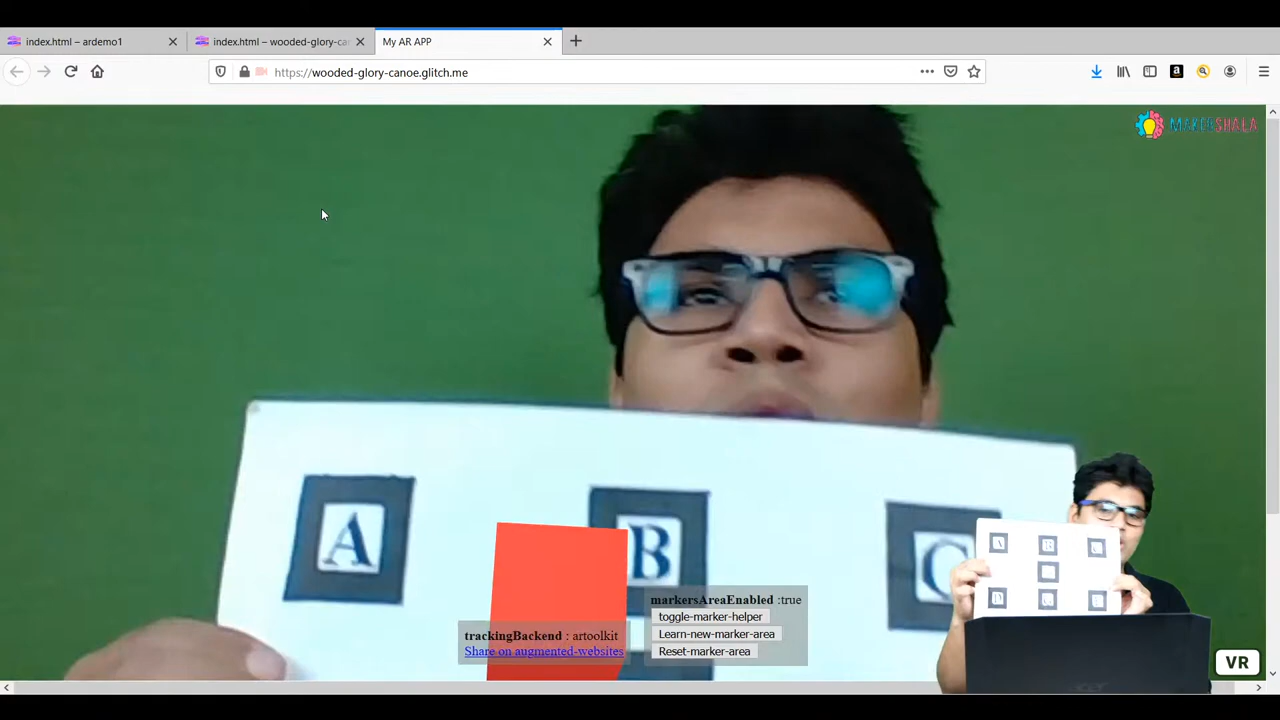 index.html – ardemo1
index.html – wooded-glory-ca
My AR APP
https://wooded-glory-canoe.glitch.me
MAKERSHALA
A
B
C
markersAreaEnabled :true
toggle-marker-helper
trackingBackend : artoolkit
Learn-new-marker-area
Share on augmented-websites
Reset-marker-area
A B C
VR